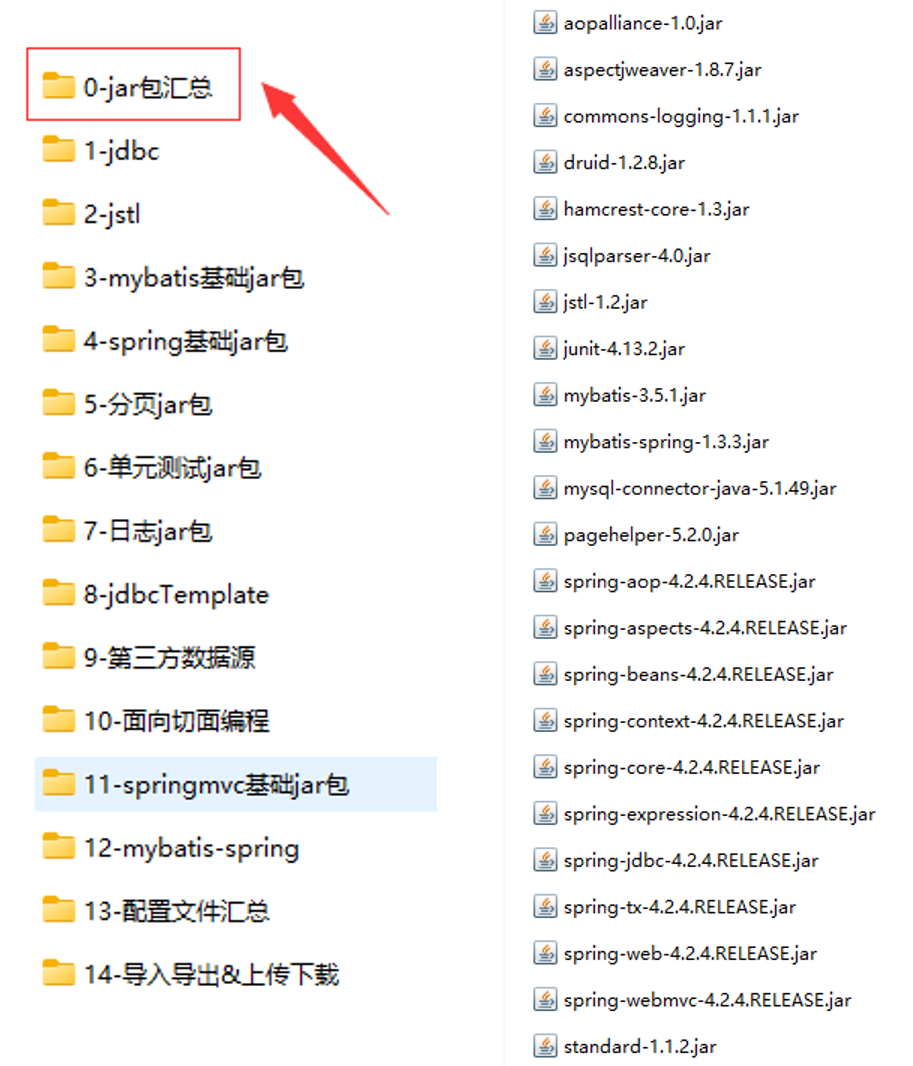 0-jar包汇总
1-jdbc
2-jstl
3-mybatis基础jar包
4-spring基础jar包
5-分页jar包
6-单元测试jar包
7-日志jar包
8-jdbcTemplate
9-第三方数据源
10-面向切面编程
11-springmvc基础jar包
12-mybatis-spring
13-配置文件汇总
14-导入导出&上传下载
aopalliance-1.0.jar
aspectjweaver-1.8.7.jar
commons-logging-1.1.1.jar
druid-1.2.8.jar
hamcrest-core-1.3.jar
jsqlparser-4.0.jar
jstl-1.2.jar
junit-4.13.2.jar
mybatis-3.5.1.jar
mybatis-spring-1.3.3.jar
mysql-connector-java-5.1.49.jar
pagehelper-5.2.0.jar
spring-aop-4.2.4.RELEASE.jar
spring-aspects-4.2.4.RELEASE.jar
spring-beans-4.2.4.RELEASE.jar
spring-context-4.2.4.RELEASE.jar
spring-core-4.2.4.RELEASE.jar
spring-expression-4.2.4.RELEASE.jar
spring-jdbc-4.2.4.RELEASE.jar
spring-tx-4.2.4.RELEASE.jar
spring-web-4.2.4.RELEASE.jar
spring-webmvc-4.2.4.RELEASE.jar
standard-1.1.2.jar